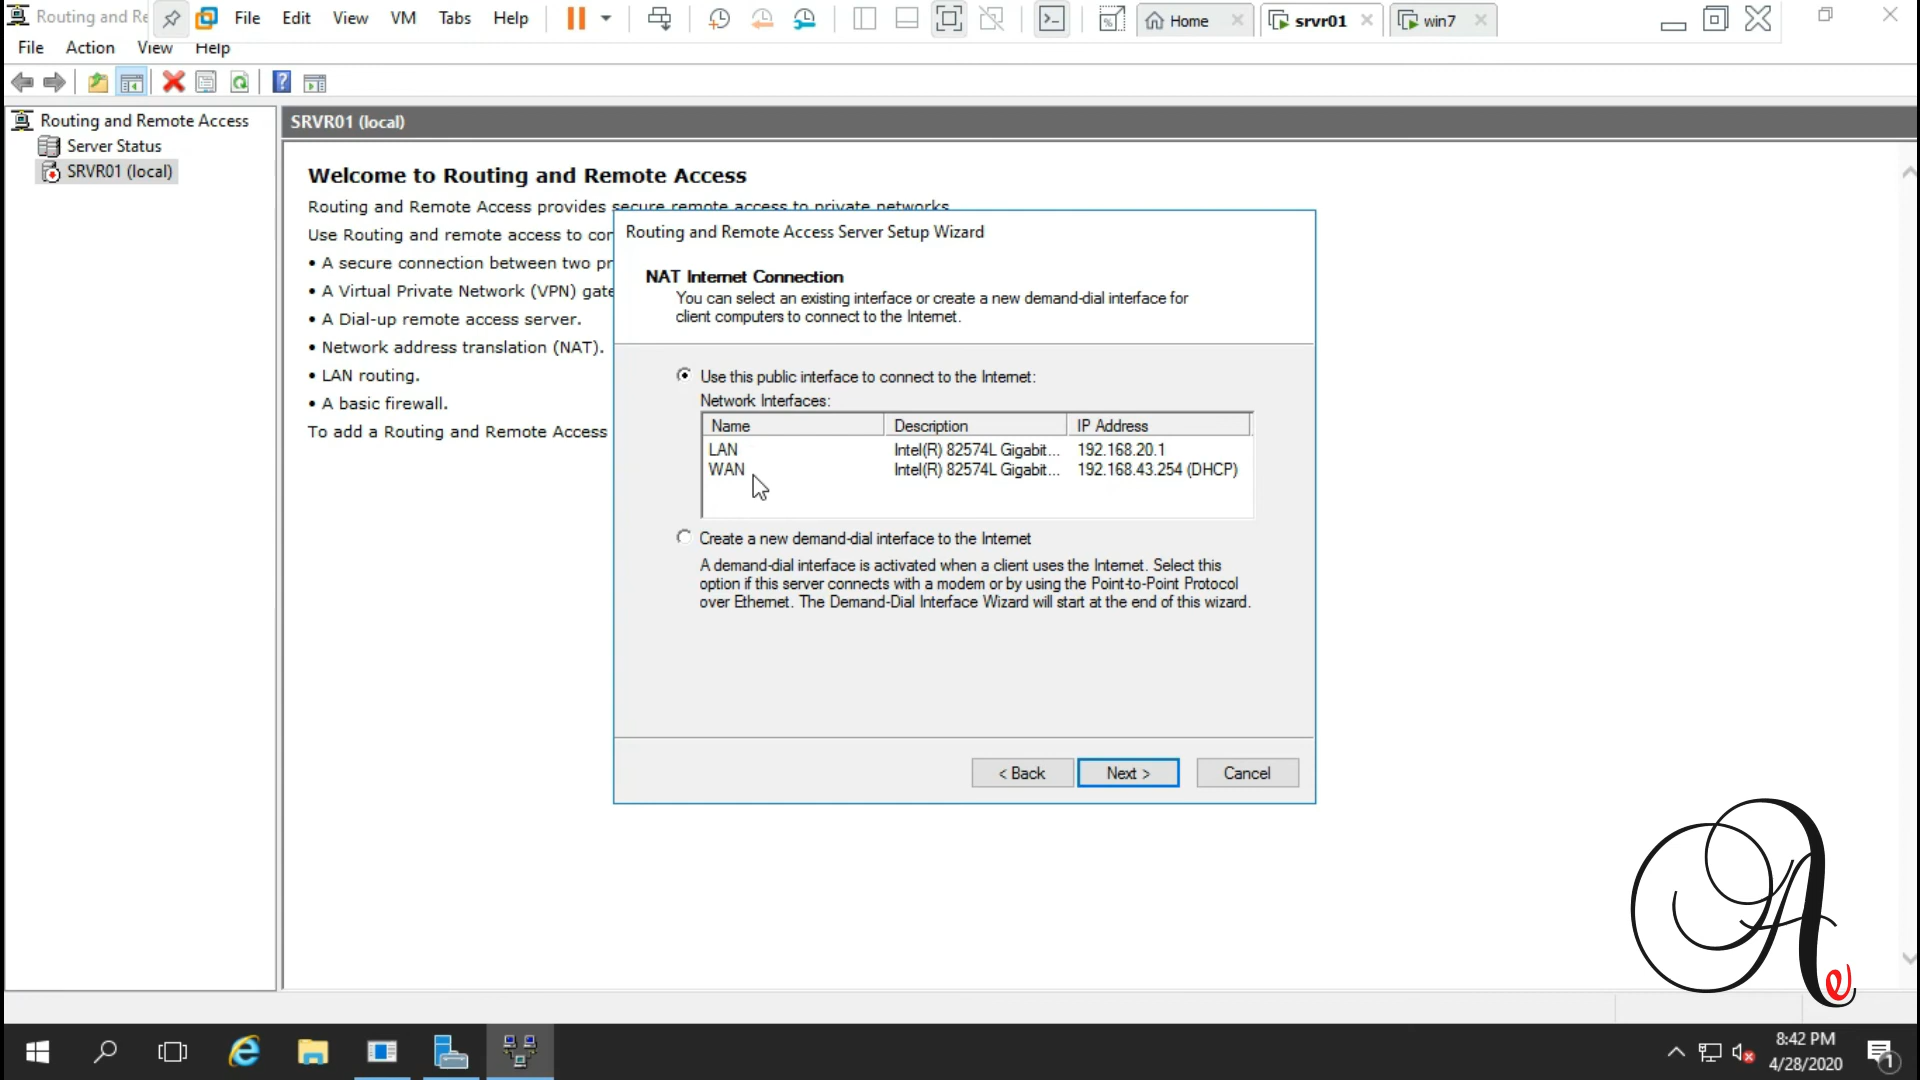 Routing and Re
File Edit View VM Tabs Help
Home
srvr01
win7
File Action View Help
Routing and Remote Access
Server Status
SRVR01 (local)
SRVR01 (local)
Welcome to Routing and Remote Access
Routing and Remote Access provides secure remote access to private networks
Use Routing and remote access to cor
• A secure connection between two pr
• A Virtual Private Network (VPN) gate
• A Dial-up remote access server.
• Network address translation (NAT).
• LAN routing.
• A basic firewall.
To add a Routing and Remote Access
Routing and Remote Access Server Setup Wizard
NAT Internet Connection
You can select an existing interface or create a new demand-dial interface for
client computers to connect to the Internet.
Use this public interface to connect to the Internet:
Network Interfaces:
Name Description IP Address
LAN Intel(R) 82574L Gigabit... 192.168.20.1
WAN Intel(R) 82574L Gigabit... 192.168.43.254 (DHCP)
Create a new demand-dial interface to the Internet
A demand-dial interface is activated when a client uses the Internet. Select this
option if this server connects with a modem or by using the Point-to-Point Protocol
over Ethernet. The Demand-Dial Interface Wizard will start at the end of this wizard.
< Back Next > Cancel
A
e
8:42 PM
4/28/2020
1